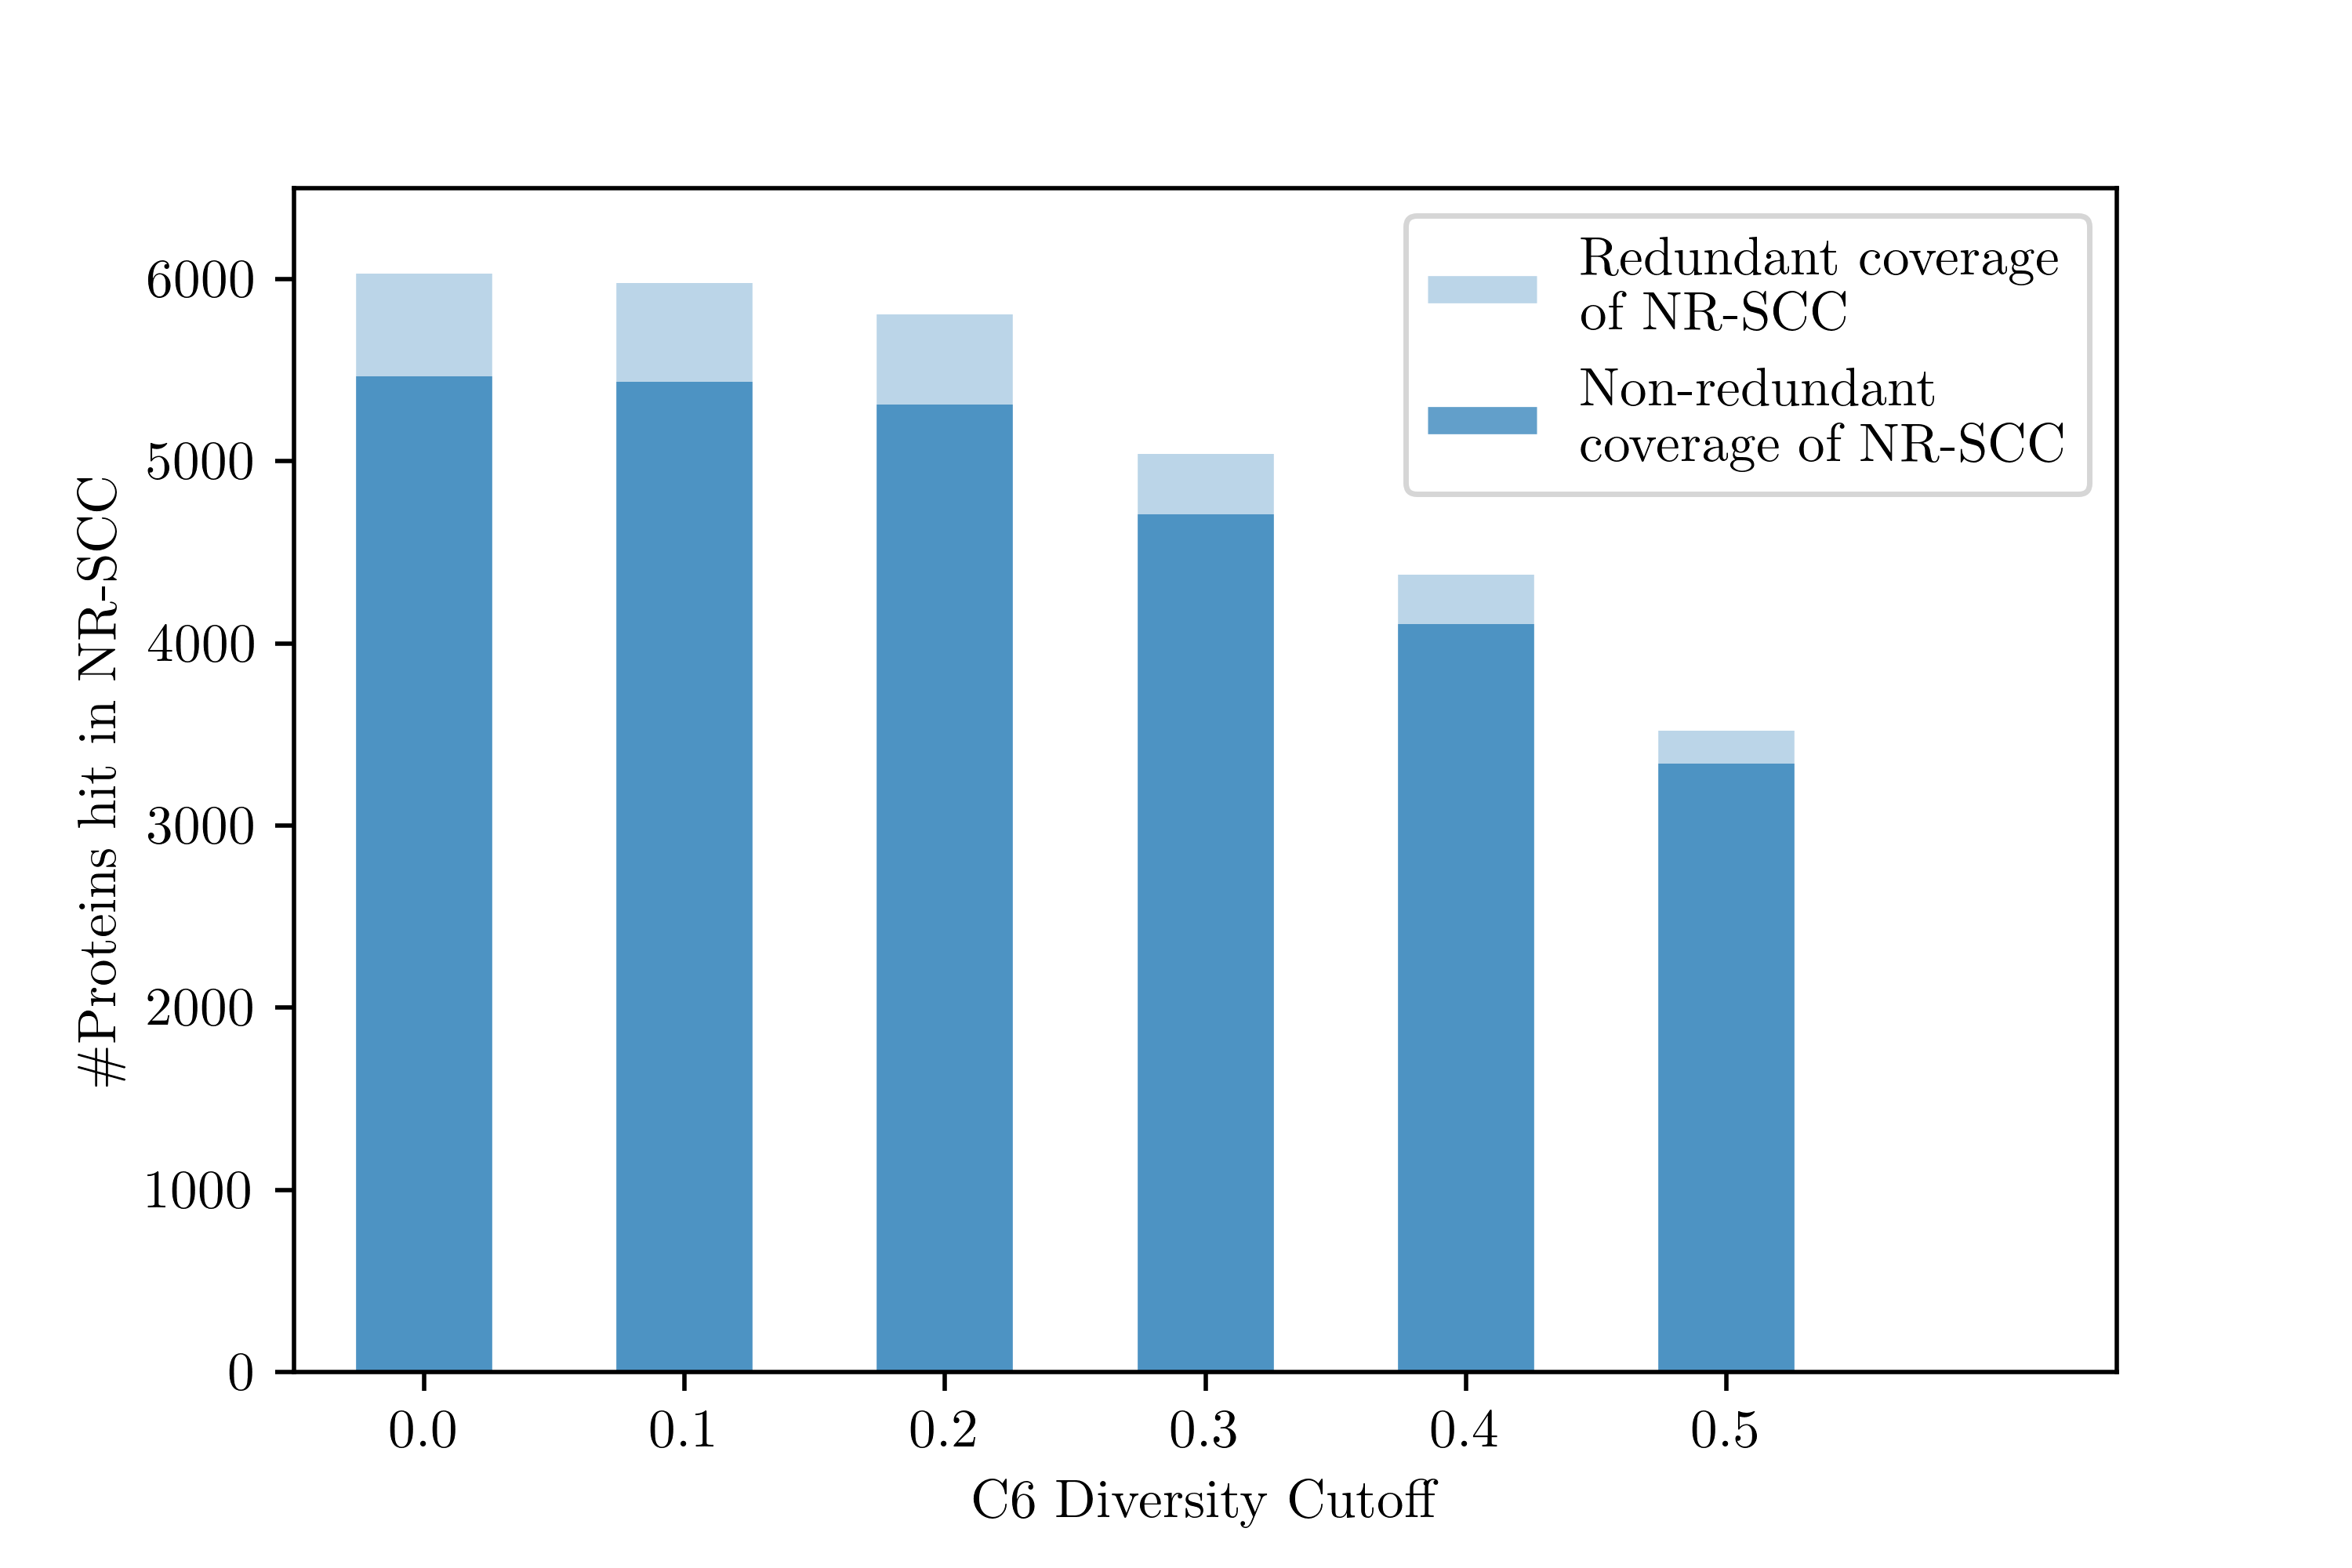 Redundant coverage
of NR-SCC
Non-redundant
coverage of NR-SCC
#Proteins hit in NR-SCC
6000
5000
4000
3000
2000
1000
0
0.0 0.1 0.2 0.3 0.4 0.5
C6 Diversity Cutoff